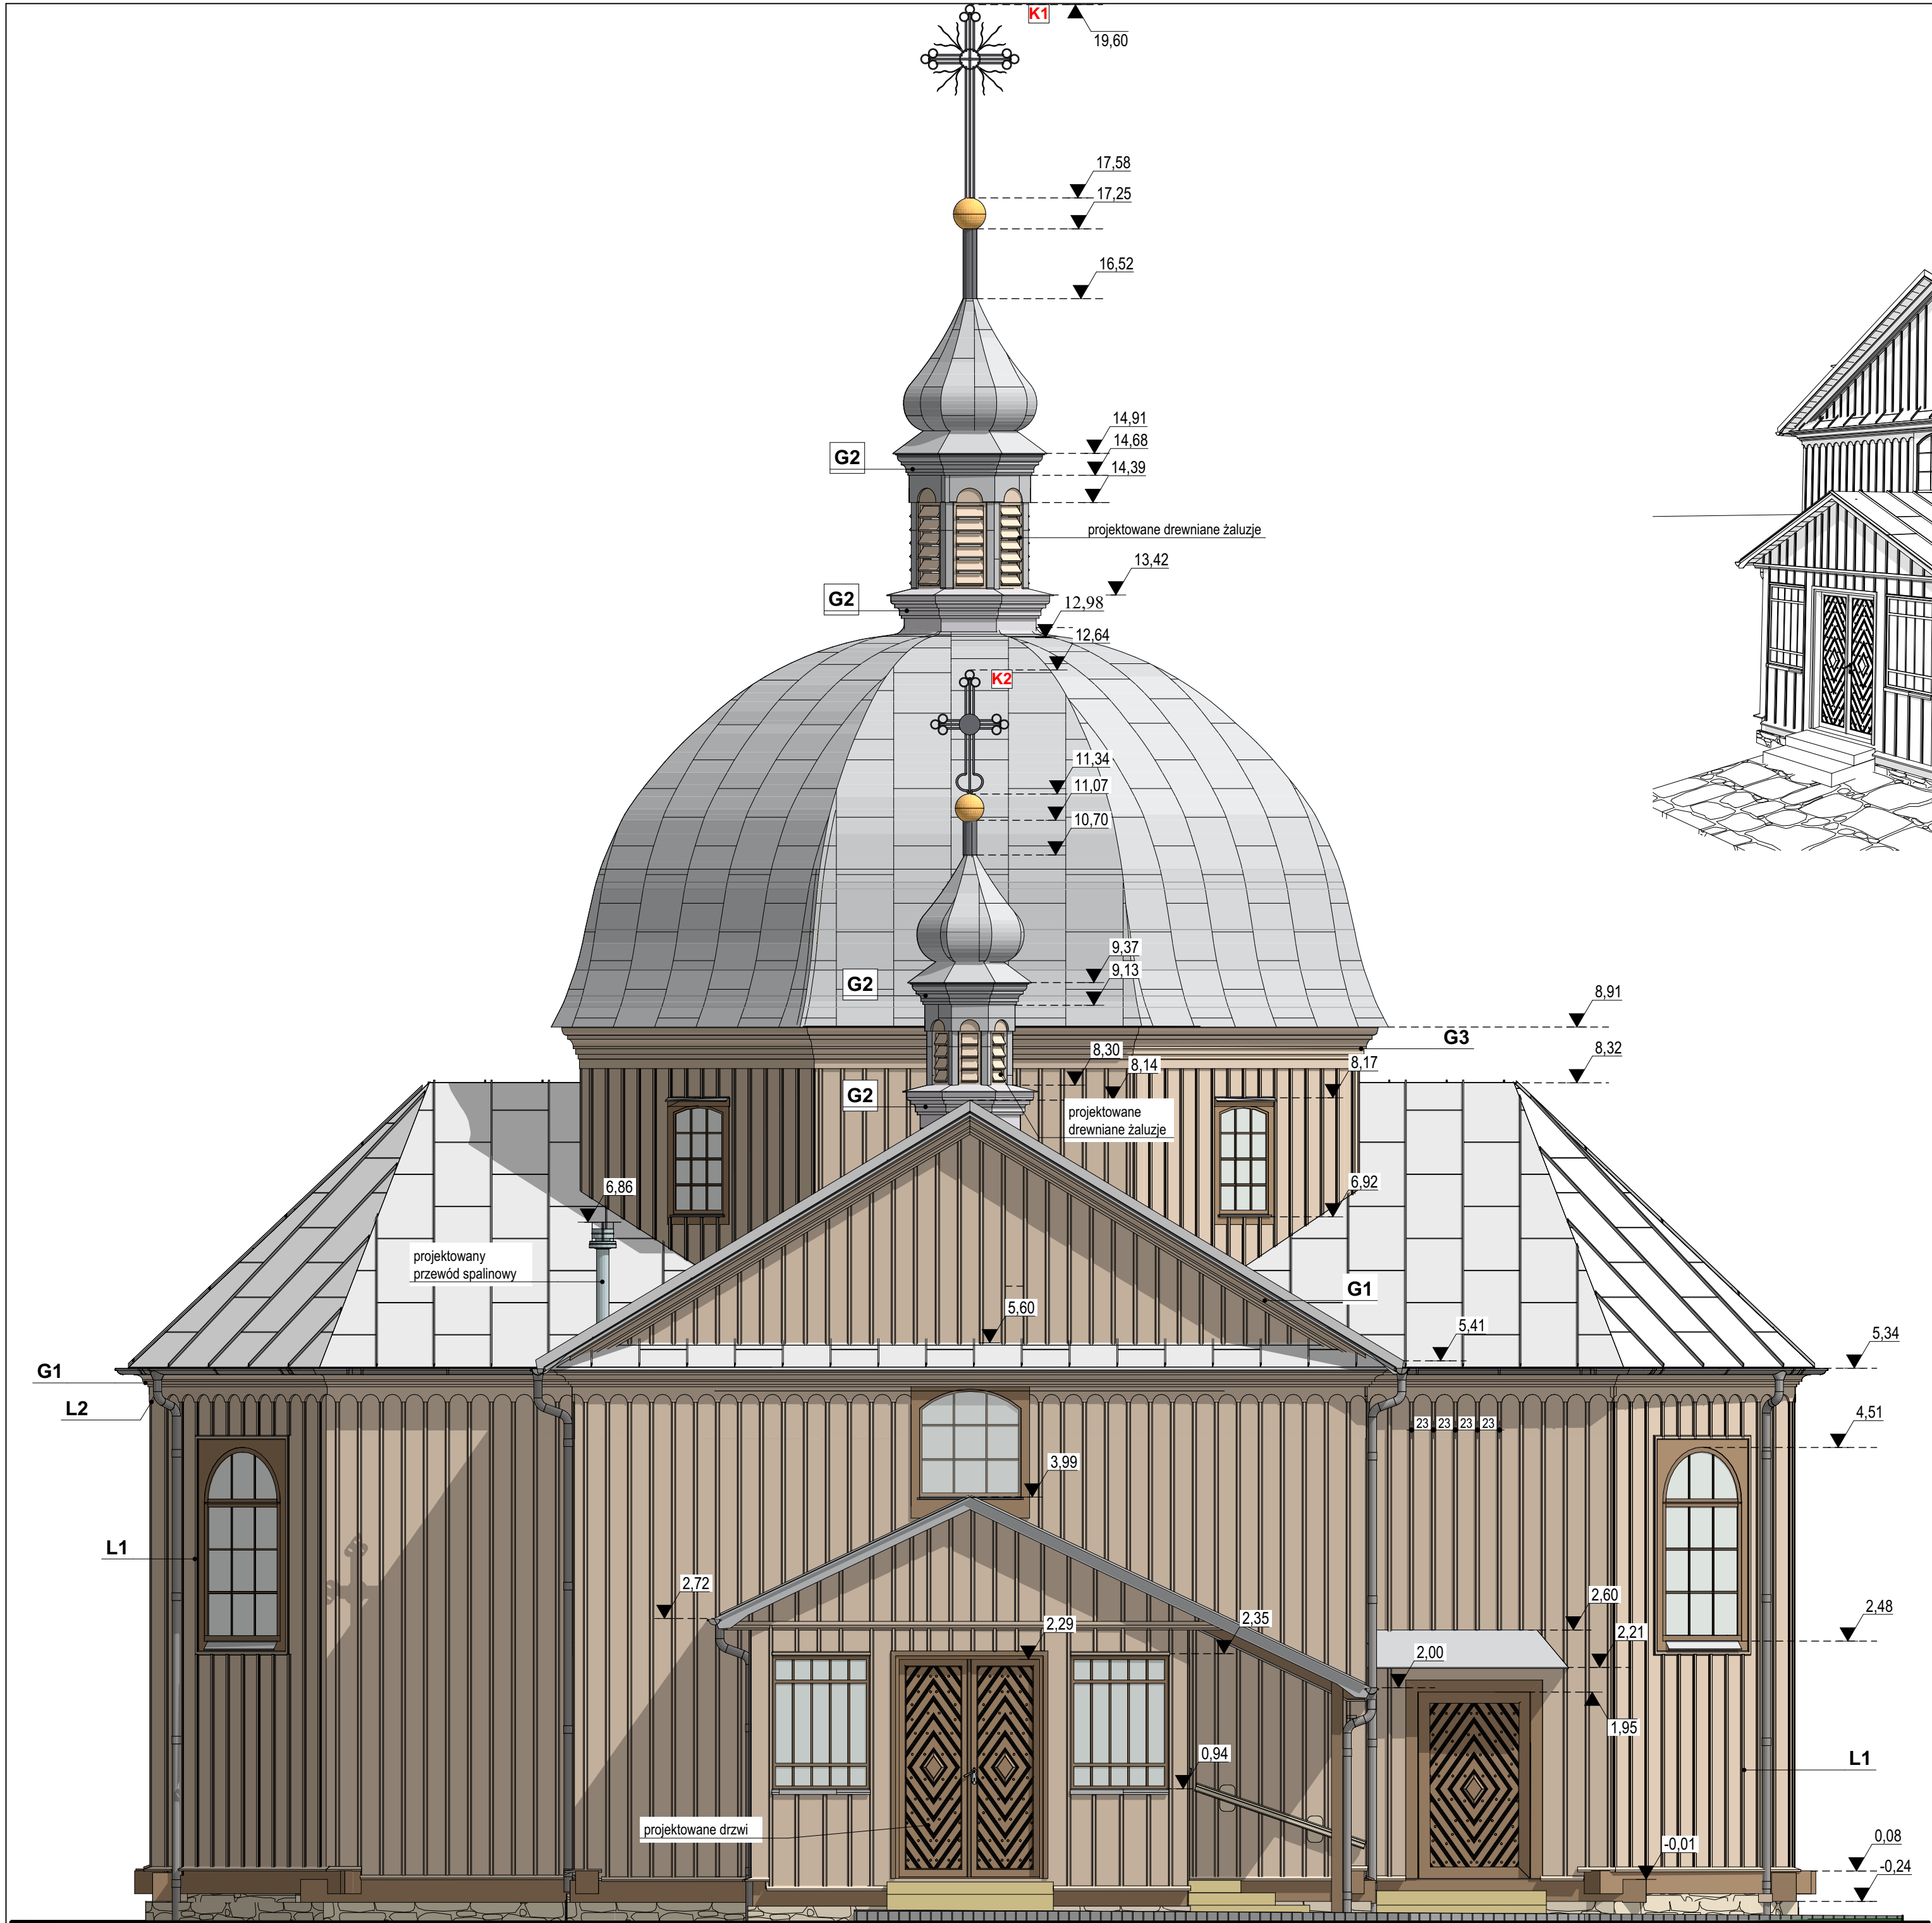 K1
19,60
17,58
17,25
16,52
14,91
14,68
G2
14,39
projektowane drewniane żaluzje
13,42
G2
12,98
12,64
K2
11,34
11,07
10,70
9,37
9,13
G2
8,91
G3
8,32
8,30
8,14
8,17
G2
projektowane
drewniane żaluzje
6,92
6,86
projektowany
przewód spalinowy
G1
5,60
5,41
5,34
G1
L2
4,51
23 23 23 23
3,99
L1
2,72
2,60
2,48
2,29
2,35
2,21
2,00
1,95
0,94
L1
projektowane drzwi
-0,01
0,08
-0,24